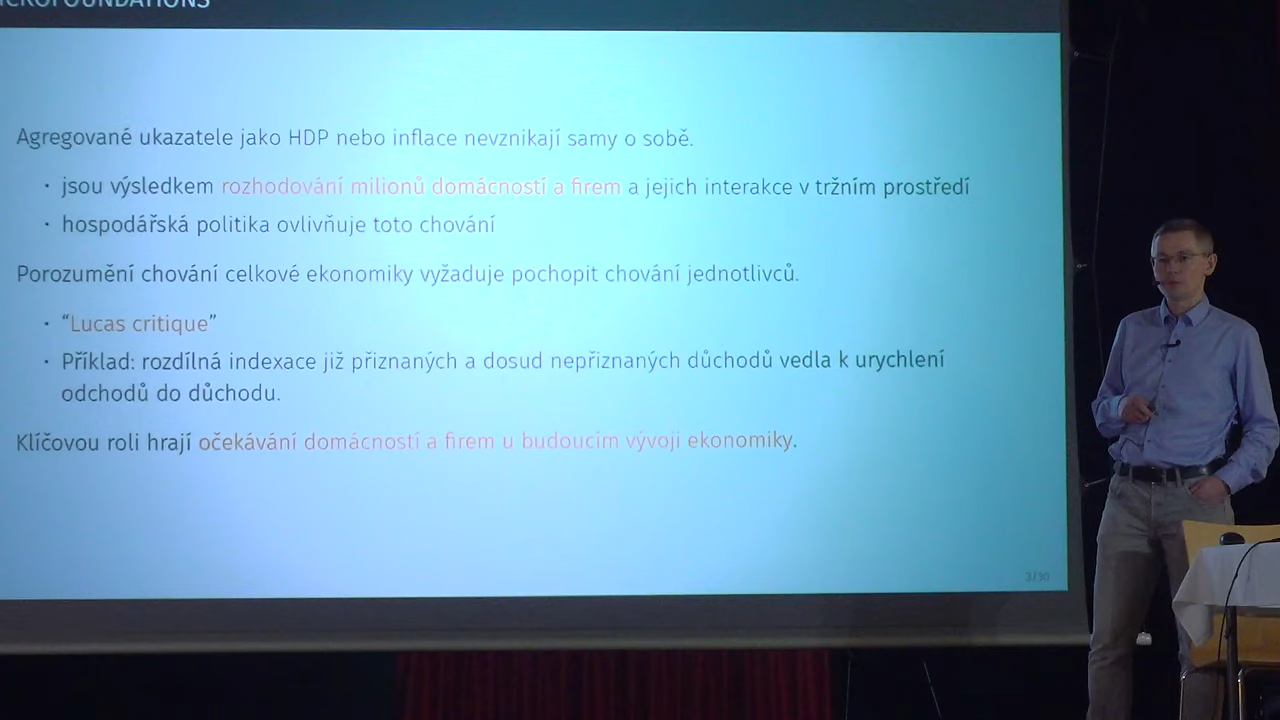 Agregované ukazatele jako HDP nebo inflace nevznikají samy o sobě.
· jsou výsledkem rozhodování milionů domácností a firem a jejich interakce v tržním prostředí
· hospodářská politika ovlivňuje toto chování
Porozumění chování celkové ekonomiky vyžaduje pochopit chování jednotlivců.
· “Lucas critique”
· Příklad: rozdílná indexace již přiznaných a dosud nepřiznaných důchodů vedla k urychlení
odchodů do důchodu.
Klíčovou roli hrají očekávání domácností a firem u budoucím vývoji ekonomiky.
3/30